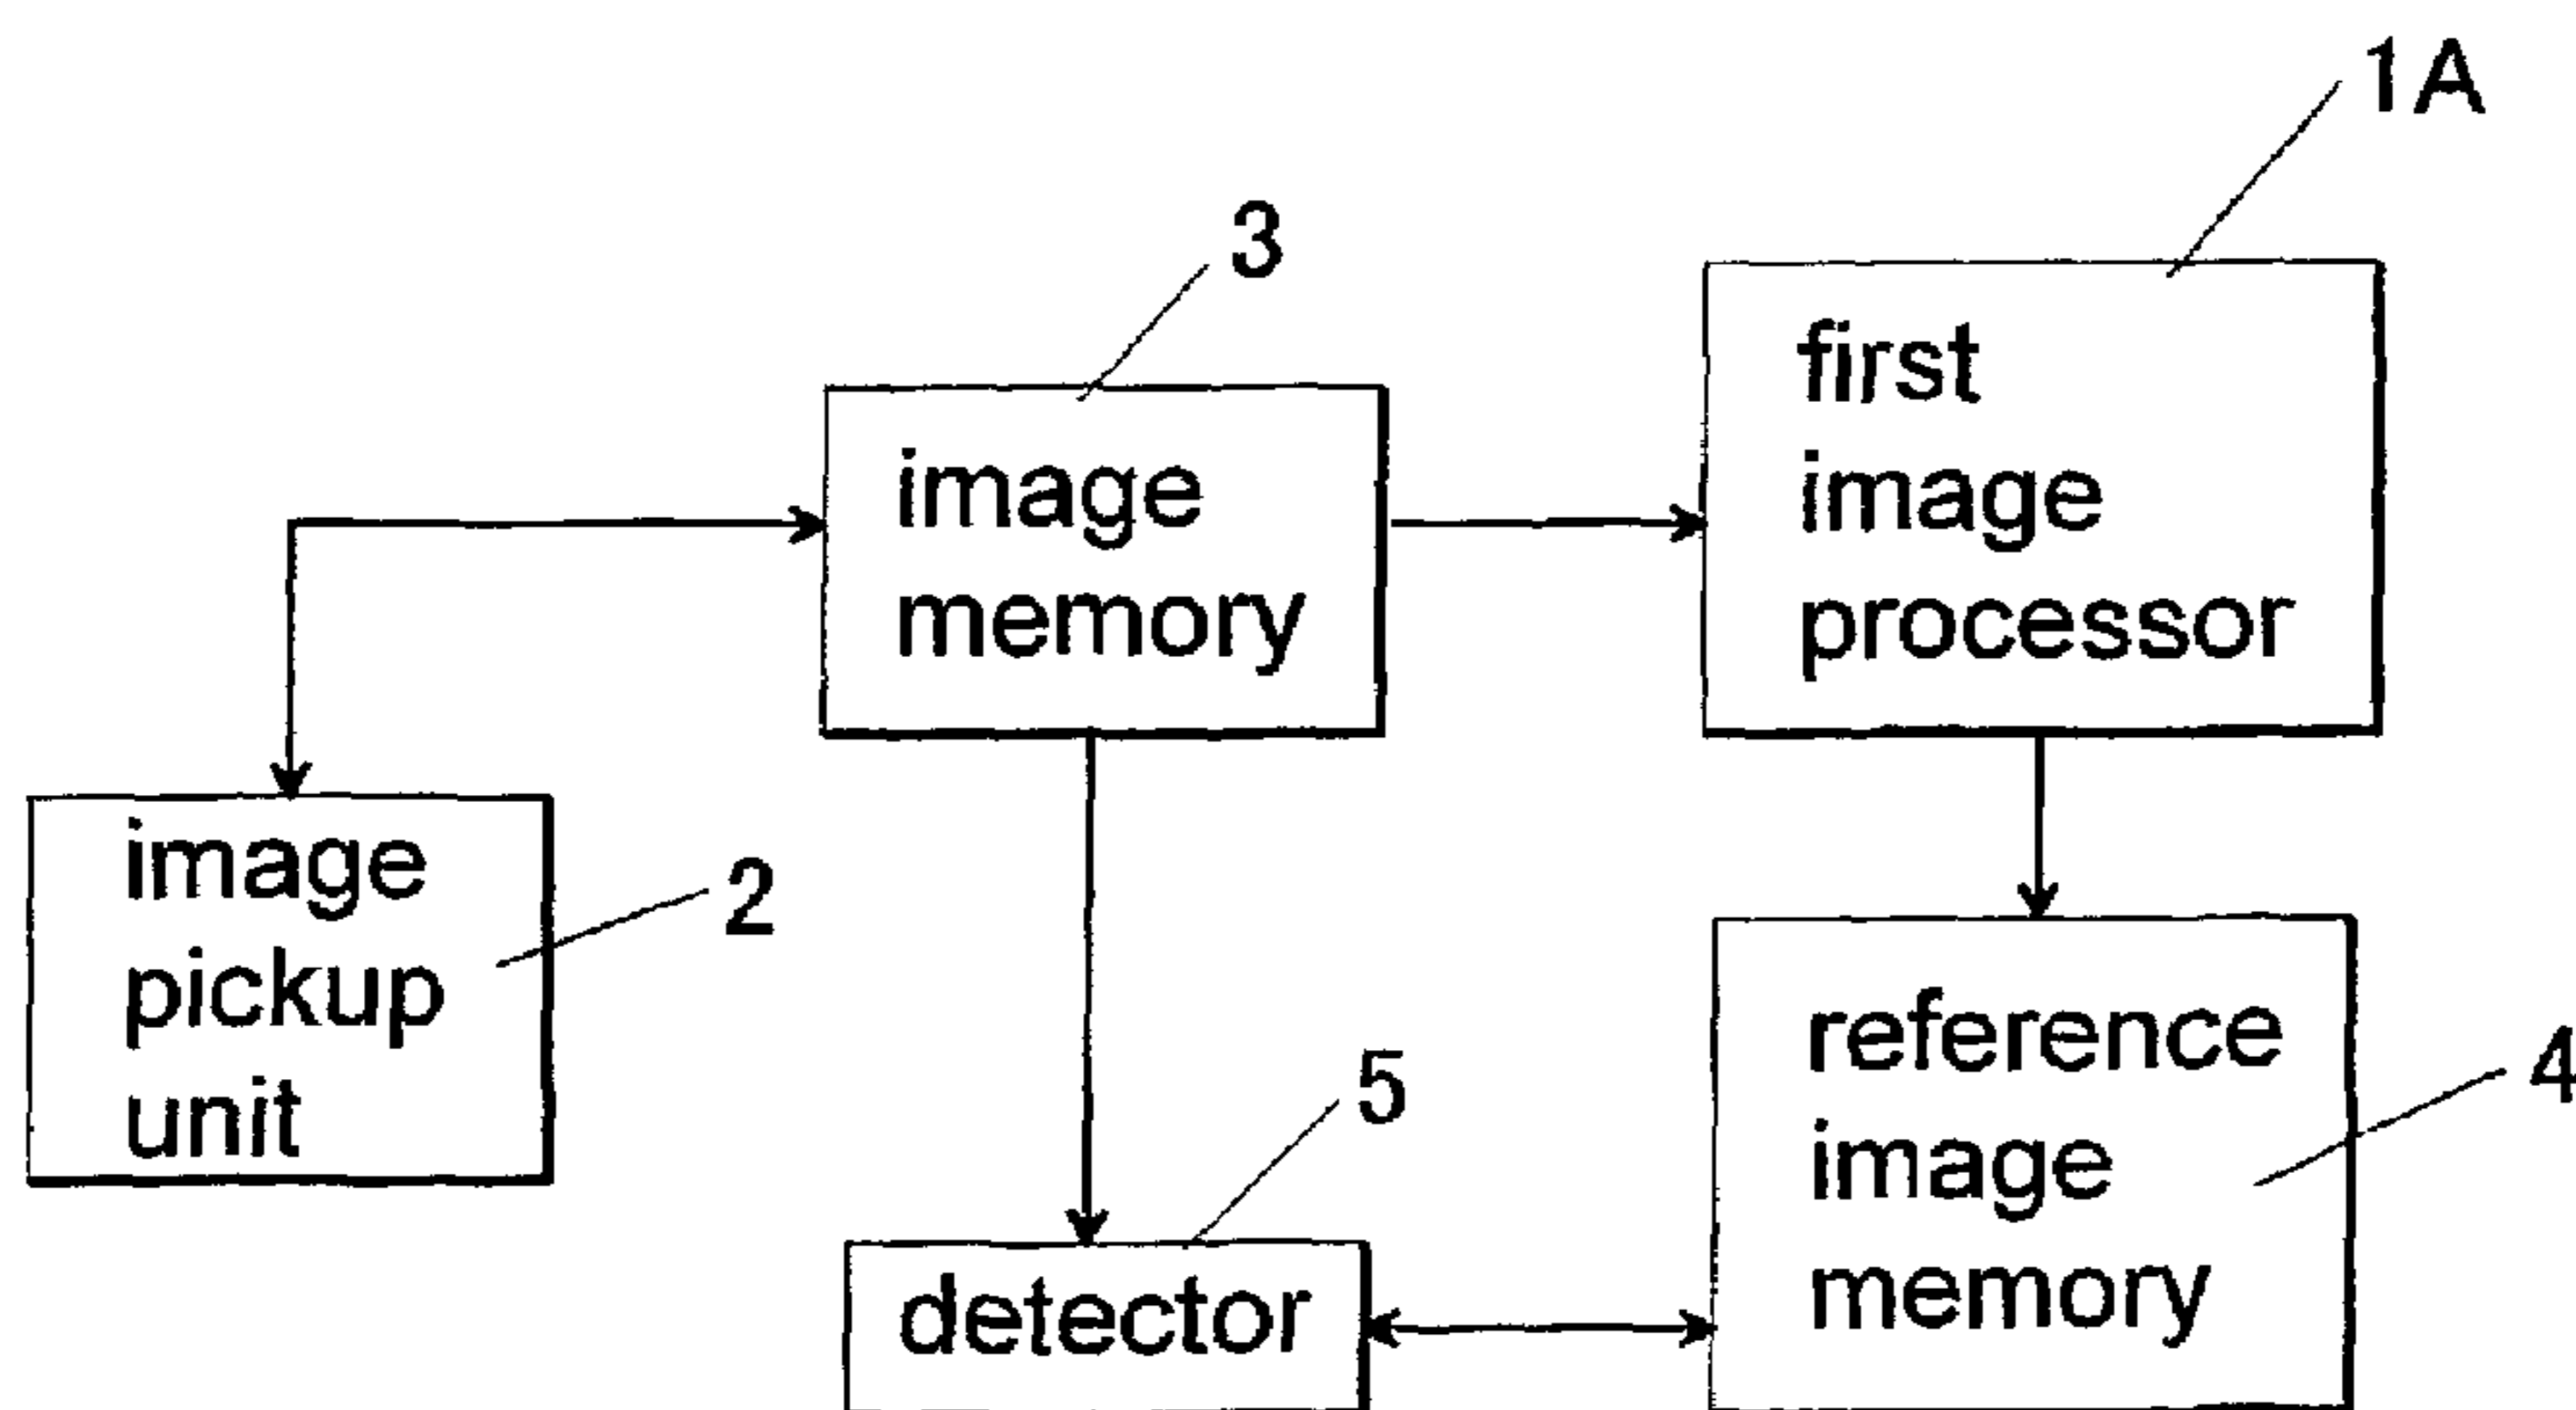 1A
3
first
image
processor
image
memory
image
pickup
unit
2
5
reference
image
memory
4
detector